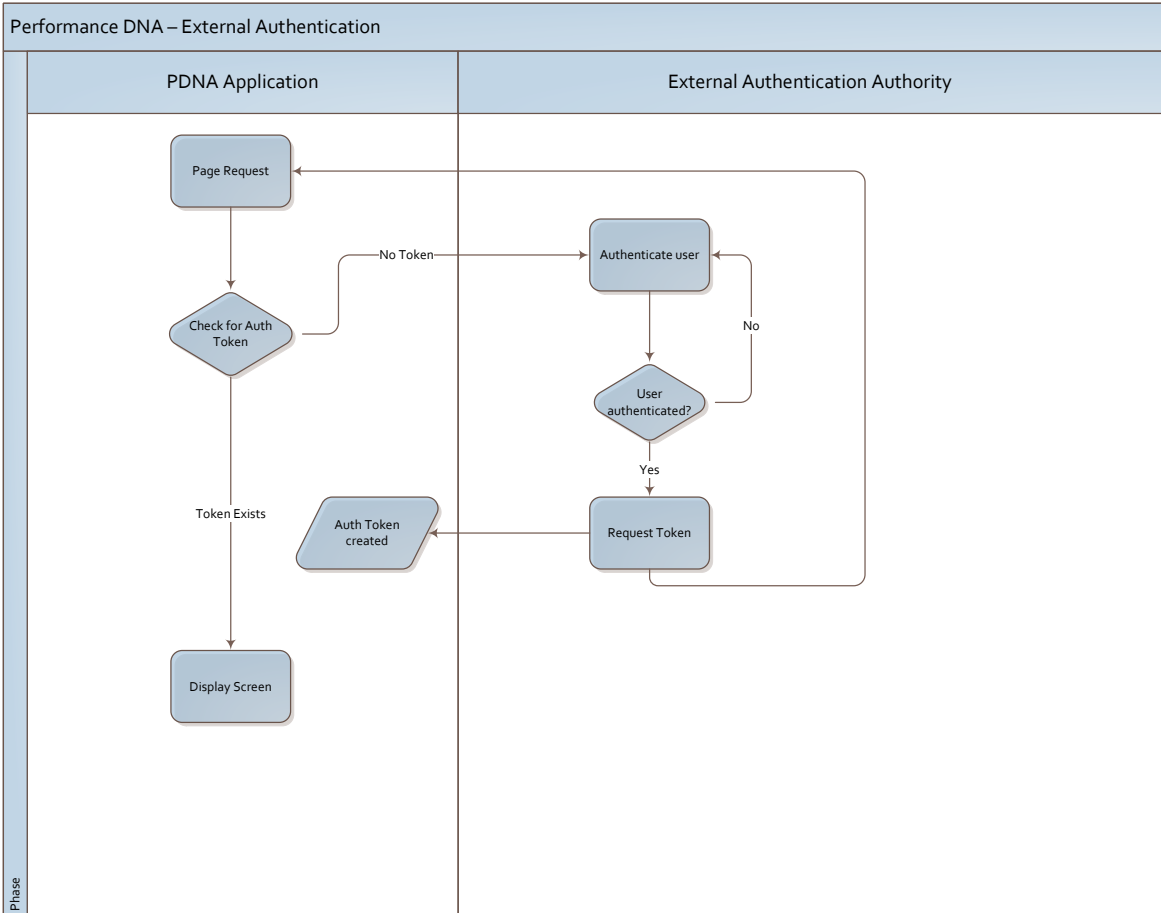 Performance DNA – External Authentication
PDNA Application
External Authentication Authority
Page Request
No Token
Authenticate user
Check for Auth
Token
No
User
authenticated?
Yes
Token Exists
Auth Token
created
Request Token
Display Screen
Phase